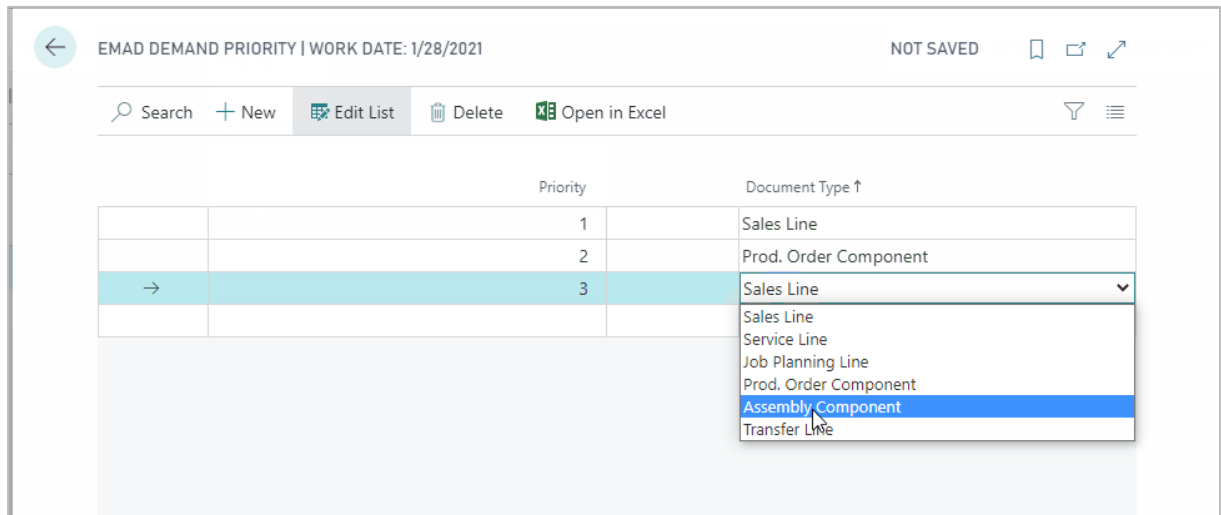 EMAD DEMAND PRIORITY | WORK DATE: 1/28/2021 NOT SAVED
Search New Edit List Delete Open in Excel
Priority Document Type ↑
1 Sales Line
2 Prod. Order Component
3 Sales Line
Sales Line
Service Line
Job Planning Line
Prod. Order Component
Assembly Component
Transfer Line